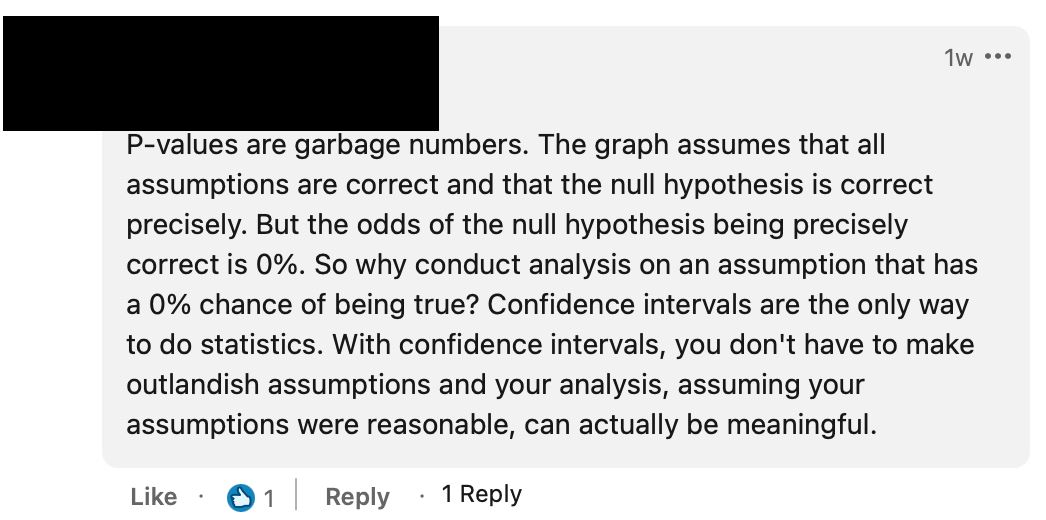 1w •••
P-values are garbage numbers. The graph assumes that all
assumptions are correct and that the null hypothesis is correct
precisely. But the odds of the null hypothesis being precisely
correct is 0%. So why conduct analysis on an assumption that has
a 0% chance of being true? Confidence intervals are the only way
to do statistics. With confidence intervals, you don't have to make
outlandish assumptions and your analysis, assuming your
assumptions were reasonable, can actually be meaningful.
Like · 1 | Reply · 1 Reply